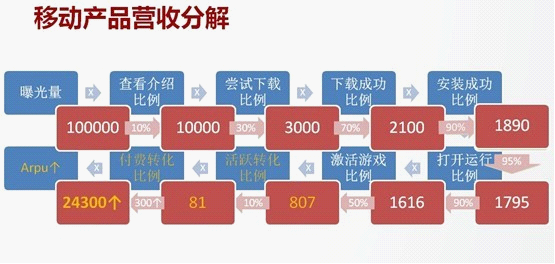 移动产品营收分解
曝光量 x 查看介绍比例 x 尝试下载比例 x 下载成功比例 x 安装成功比例
100000 10% 10000 30% 3000 70% 2100 90% 1890
Arpu个 x 付费转化比例 x 活跃转化比例 x 激活游戏比例 x 打开运行比例 95%
24300个 300个 81 10% 807 50% 1616 90% 1795